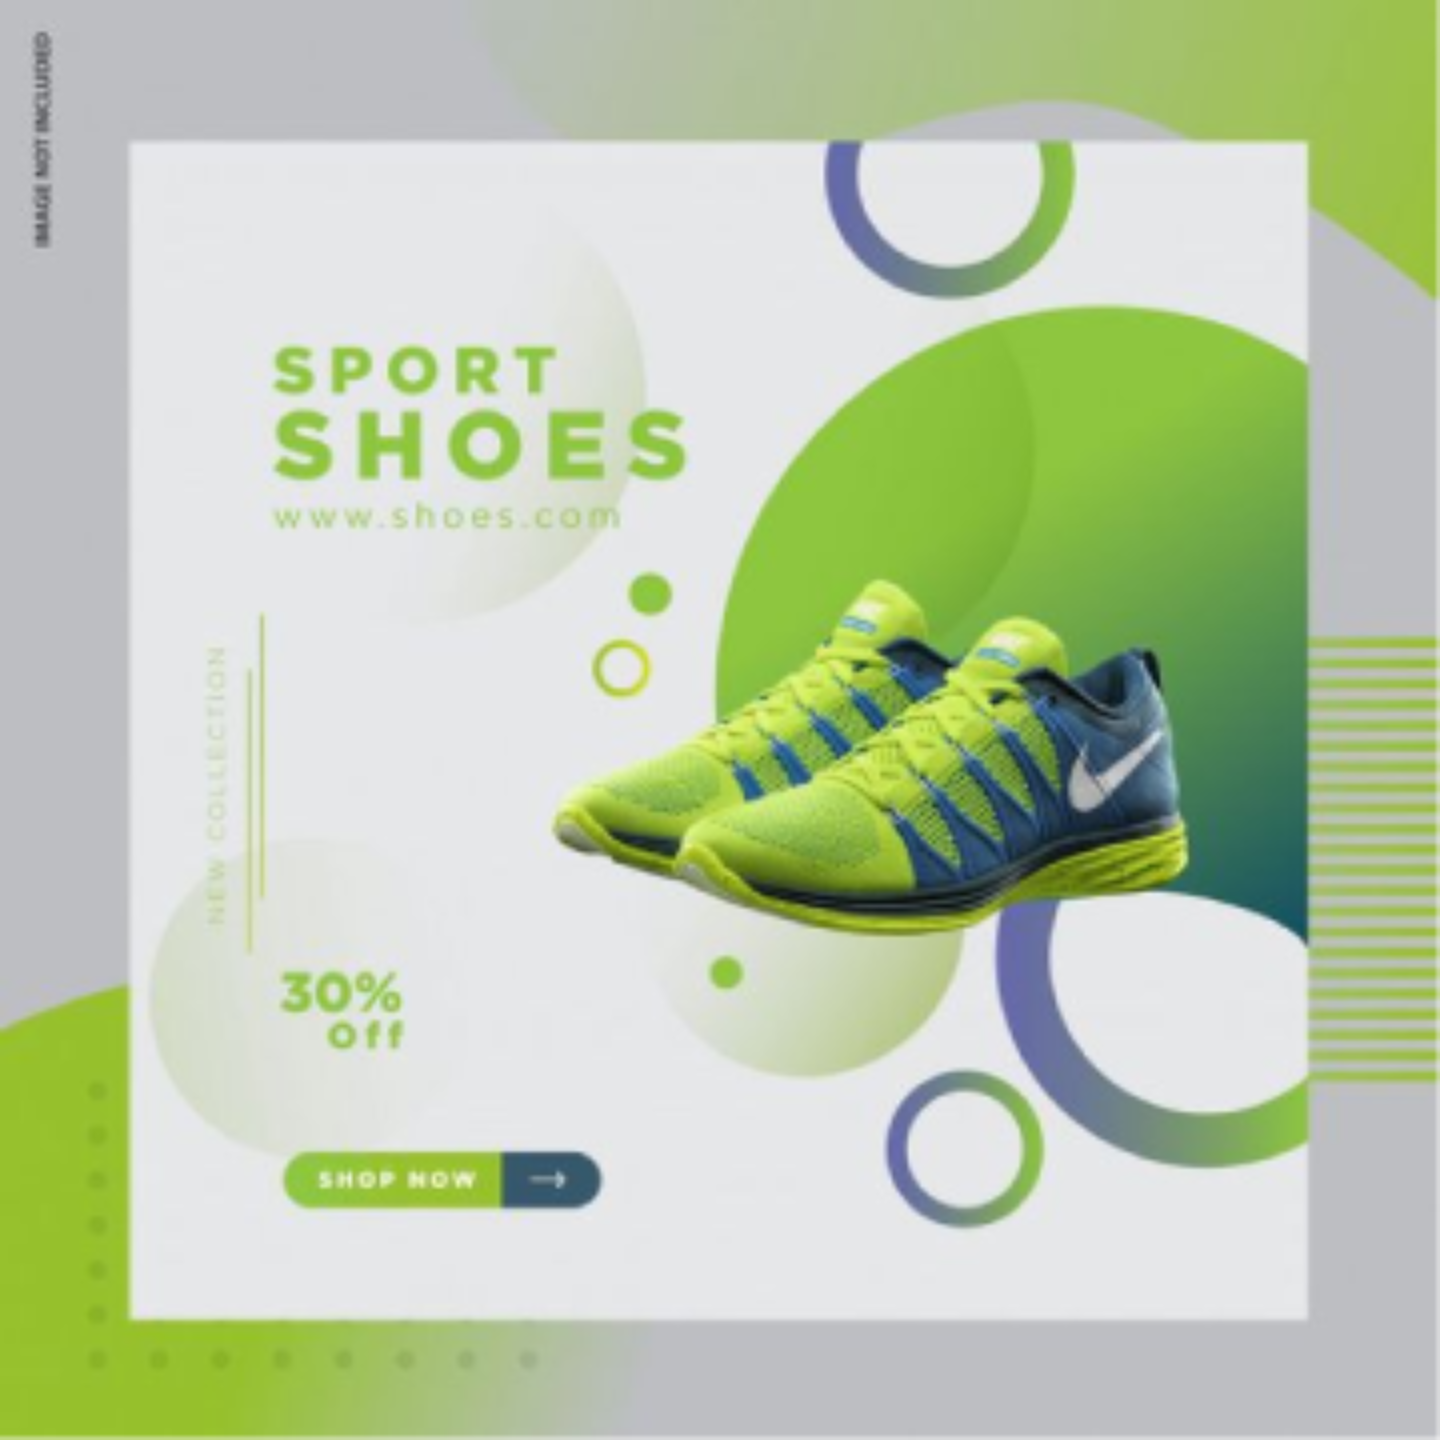 IMAGE NOT INCLUDED
SPORT
SHOES
www.shoes.com
NEW COLLECTION
30%
Off
SHOP NOW